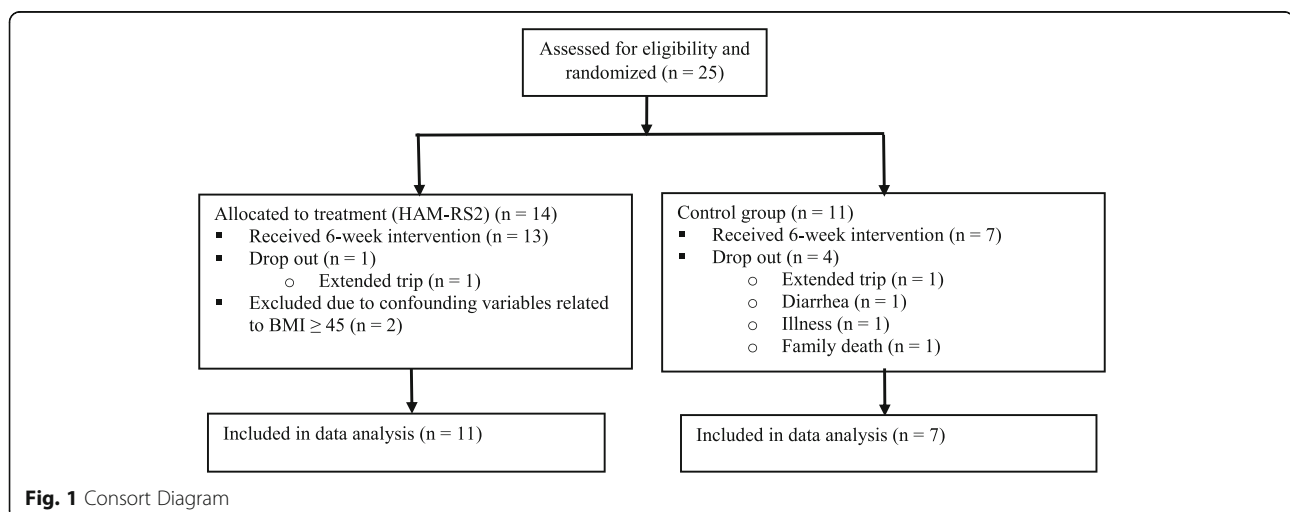 Assessed for eligibility and
randomized (n = 25)
Allocated to treatment (HAM-RS2) (n = 14)
▪ Received 6-week intervention (n = 13)
▪ Drop out (n = 1)
o Extended trip (n = 1)
▪ Excluded due to confounding variables related
to BMI ≥ 45 (n = 2)
Control group (n = 11)
▪ Received 6-week intervention (n = 7)
▪ Drop out (n = 4)
o Extended trip (n = 1)
o Diarrhea (n = 1)
o Illness (n = 1)
o Family death (n = 1)
Included in data analysis (n = 11)
Included in data analysis (n = 7)
Fig. 1 Consort Diagram